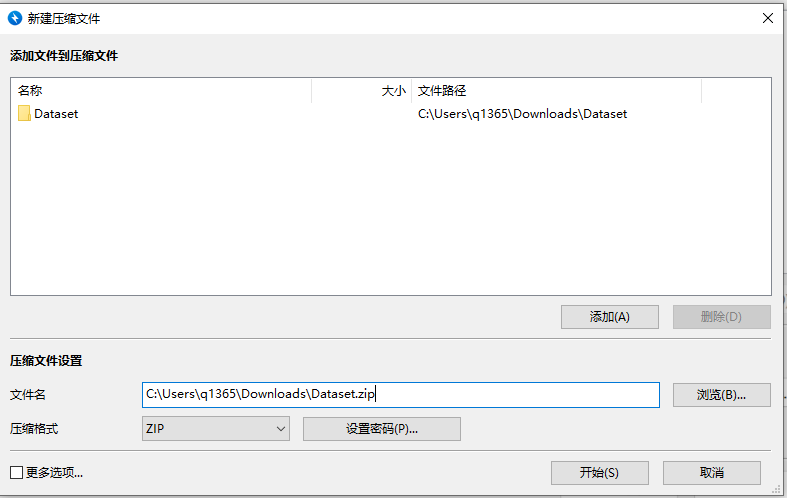 新建压缩文件
添加文件到压缩文件
名称 大小 文件路径
Dataset C:\Users\q1365\Downloads\Dataset
添加(A) 删除(D)
压缩文件设置
文件名 C:\Users\q1365\Downloads\Dataset.zip 浏览(B)...
压缩格式 ZIP 设置密码(P)...
更多选项... 开始(S) 取消